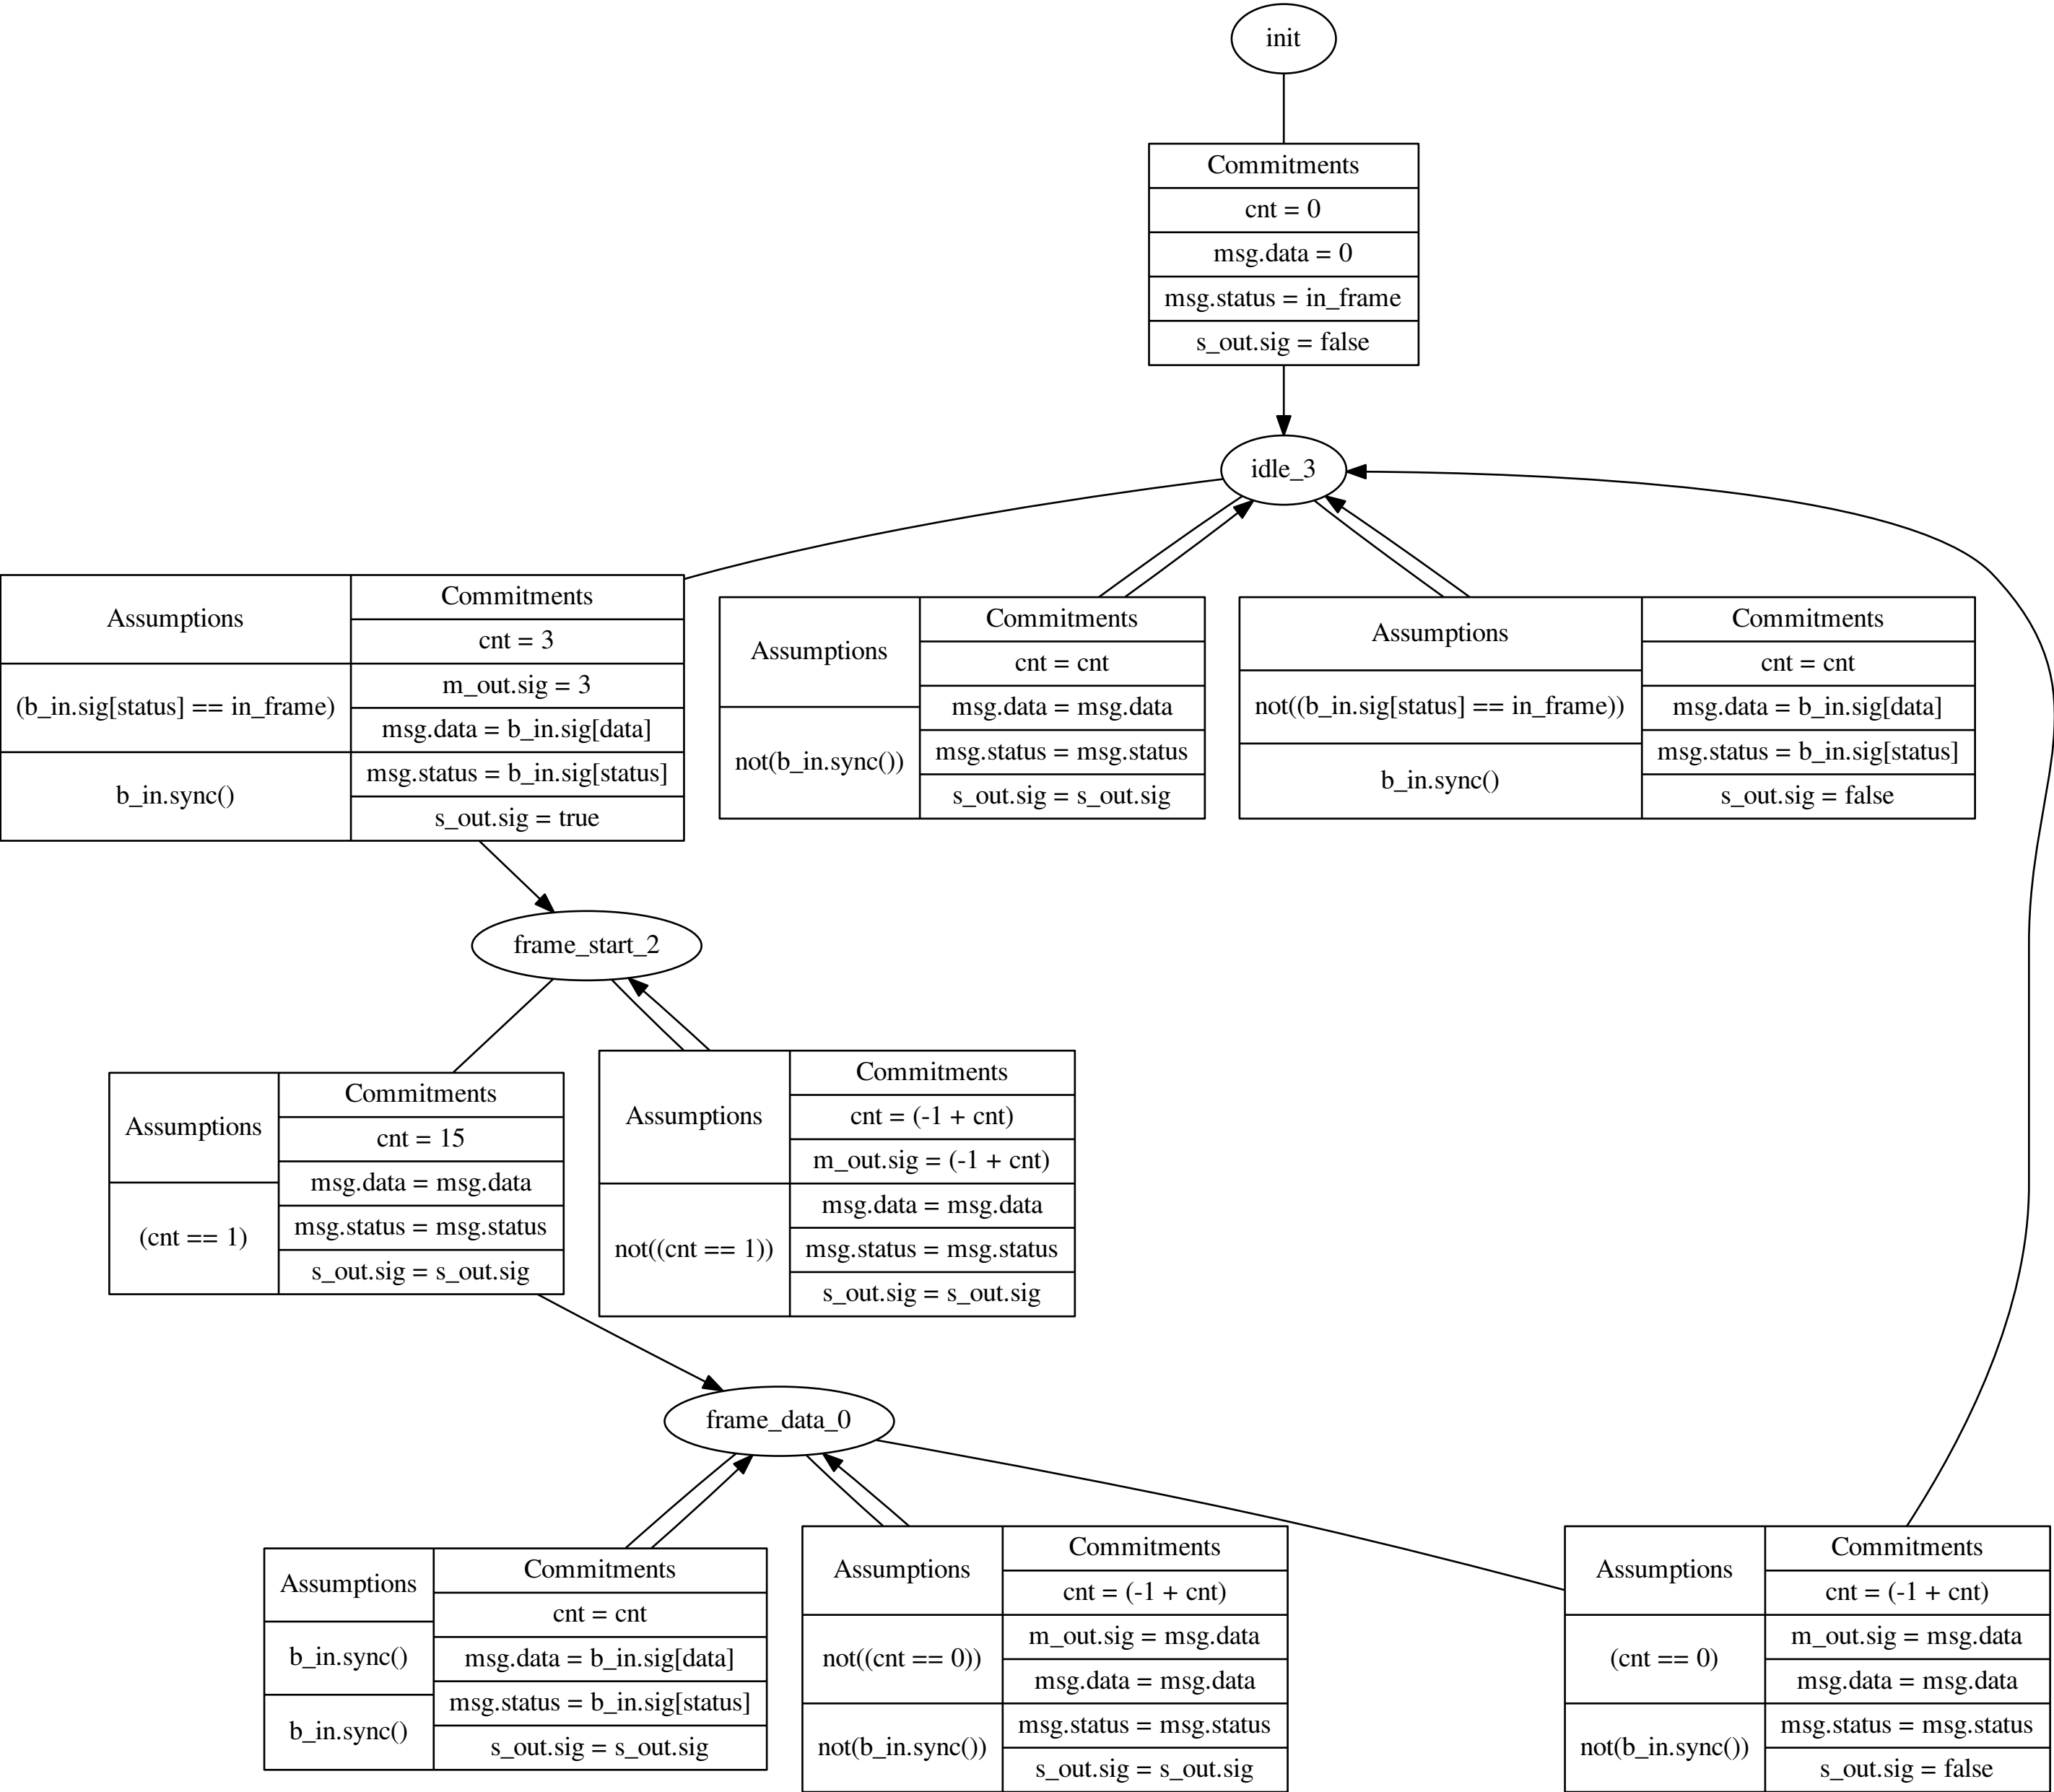 init
Commitments
cnt = 0
msg.data = 0
msg.status = in_frame
s_out.sig = false
idle_3
Assumptions
(b_in.sig[status] == in_frame)
b_in.sync()
Commitments
cnt = 3
m_out.sig = 3
msg.data = b_in.sig[data]
msg.status = b_in.sig[status]
s_out.sig = true
Assumptions
not(b_in.sync())
Commitments
cnt = cnt
msg.data = msg.data
msg.status = msg.status
s_out.sig = s_out.sig
Assumptions
not((b_in.sig[status] == in_frame))
b_in.sync()
Commitments
cnt = cnt
msg.data = b_in.sig[data]
msg.status = b_in.sig[status]
s_out.sig = false
frame_start_2
Assumptions
(cnt == 1)
Commitments
cnt = 15
msg.data = msg.data
msg.status = msg.status
s_out.sig = s_out.sig
Assumptions
not((cnt == 1))
Commitments
cnt = (-1 + cnt)
m_out.sig = (-1 + cnt)
msg.data = msg.data
msg.status = msg.status
s_out.sig = s_out.sig
frame_data_0
Assumptions
b_in.sync()
b_in.sync()
Commitments
cnt = cnt
msg.data = b_in.sig[data]
msg.status = b_in.sig[status]
s_out.sig = s_out.sig
Assumptions
not((cnt == 0))
not(b_in.sync())
Commitments
cnt = (-1 + cnt)
m_out.sig = msg.data
msg.data = msg.data
msg.status = msg.status
s_out.sig = s_out.sig
Assumptions
(cnt == 0)
not(b_in.sync())
Commitments
cnt = (-1 + cnt)
m_out.sig = msg.data
msg.data = msg.data
msg.status = msg.status
s_out.sig = false